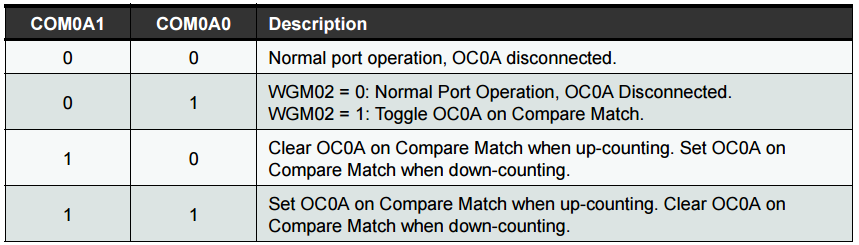 COM0A1 COM0A0 Description
0 0 Normal port operation, OC0A disconnected.
0 1 WGM02 = 0: Normal Port Operation, OC0A Disconnected.
WGM02 = 1: Toggle OC0A on Compare Match.
1 0 Clear OC0A on Compare Match when up-counting. Set OC0A on
Compare Match when down-counting.
1 1 Set OC0A on Compare Match when up-counting. Clear OC0A on
Compare Match when down-counting.